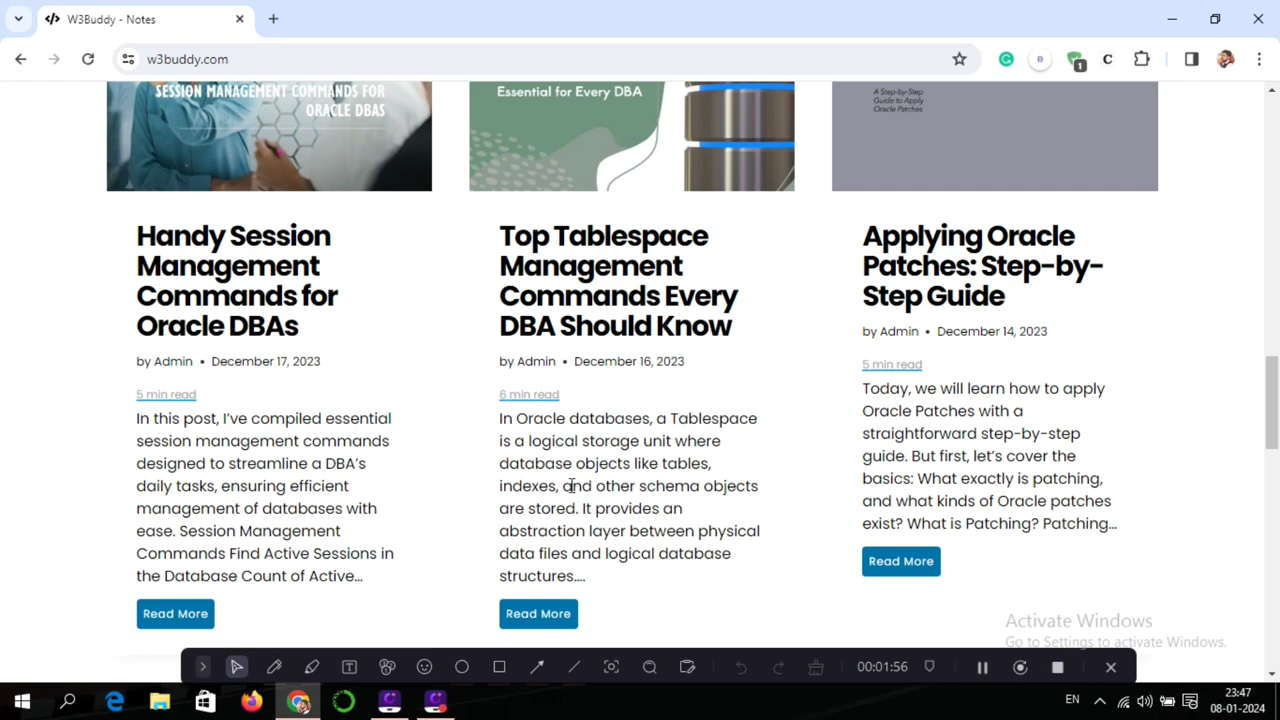 W3Buddy - Notes
w3buddy.com
B
1
C
SESSION MANAGEMENT COMMANDS FOR
ORACLE DBAS
Essential for Every DBA
A Step-by-Step
Guide to Apply
Oracle Patches
Handy Session
Management
Commands for
Oracle DBAs
by Admin • December 17, 2023
5 min read
In this post, I've compiled essential
session management commands
designed to streamline a DBA's
daily tasks, ensuring efficient
management of databases with
ease. Session Management
Commands Find Active Sessions in
the Database Count of Active...
Read More
Top Tablespace
Management
Commands Every
DBA Should Know
by Admin • December 16, 2023
6 min read
In Oracle databases, a Tablespace
is a logical storage unit where
database objects like tables,
indexes, and other schema objects
are stored. It provides an
abstraction layer between physical
data files and logical database
structures....
Read More
Applying Oracle
Patches: Step-by-
Step Guide
by Admin • December 14, 2023
5 min read
Today, we will learn how to apply
Oracle Patches with a
straightforward step-by-step
guide. But first, let's cover the
basics: What exactly is patching,
and what kinds of Oracle patches
exist? What is Patching? Patching...
Read More
Activate Windows
Go to Settings to activate Windows.
00:01:56
EN
23:47
08-01-2024